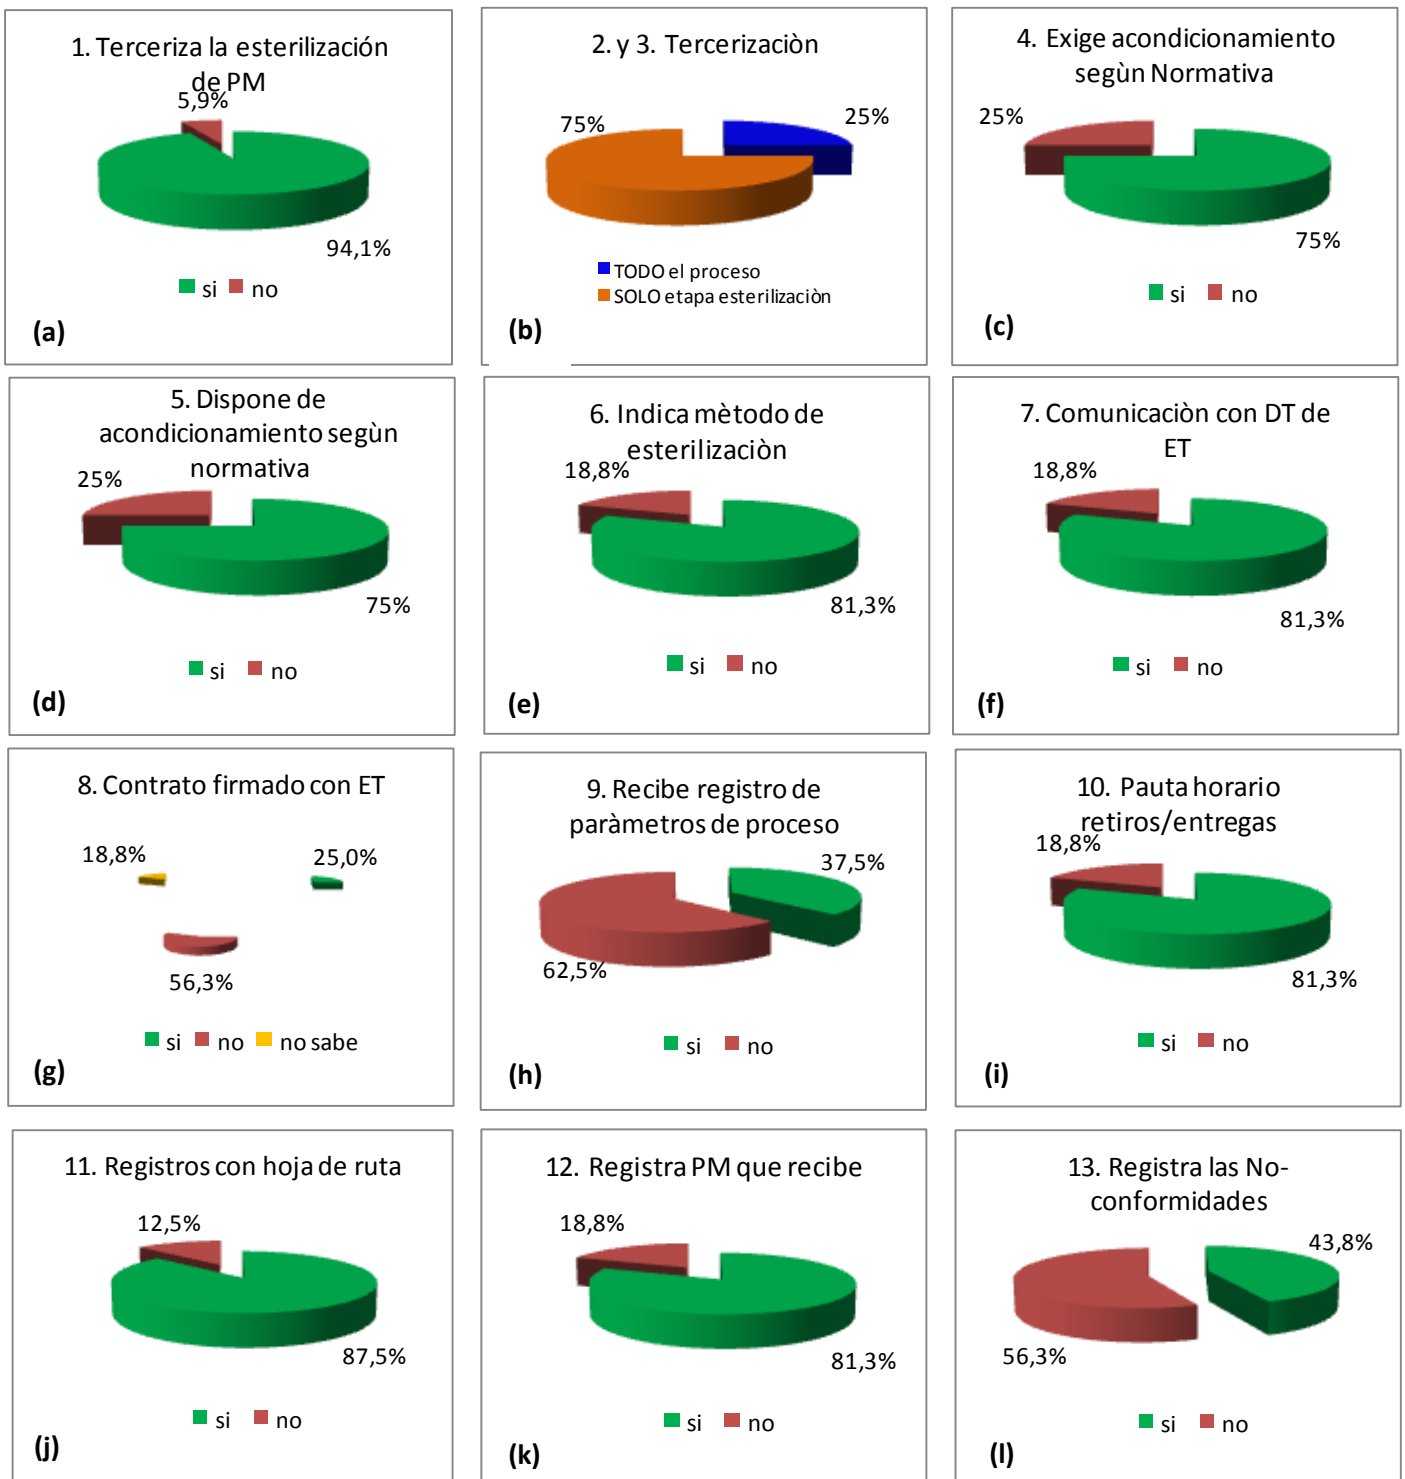 1. Terceriza la esterilización
de PM
5,9%
94,1%
si no
(a)
2. y 3. Tercerizaciòn
75%
25%
TODO el proceso
SOLO etapa esterilizaciòn
(b)
4. Exige acondicionamiento
segùn Normativa
25%
75%
si no
(c)
5. Dispone de
acondicionamiento segùn
normativa
25%
75%
si no
(d)
6. Indica mètodo de
esterilizaciòn
18,8%
81,3%
si no
(e)
7. Comunicaciòn con DT de
ET
18,8%
81,3%
si no
(f)
8. Contrato firmado con ET
18,8%
25,0%
56,3%
si no no sabe
(g)
9. Recibe registro de
paràmetros de proceso
37,5%
62,5%
si no
(h)
10. Pauta horario
retiros/entregas
18,8%
81,3%
si no
(i)
11. Registros con hoja de ruta
12,5%
87,5%
si no
(j)
12. Registra PM que recibe
18,8%
81,3%
si no
(k)
13. Registra las No-
conformidades
43,8%
56,3%
si no
(l)